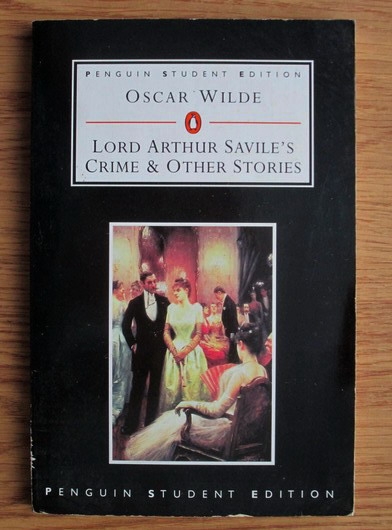 PENGUIN STUDENT EDITION
OSCAR WILDE
LORD ARTHUR SAVILE'S
CRIME & OTHER STORIES
PENGUIN STUDENT EDITION